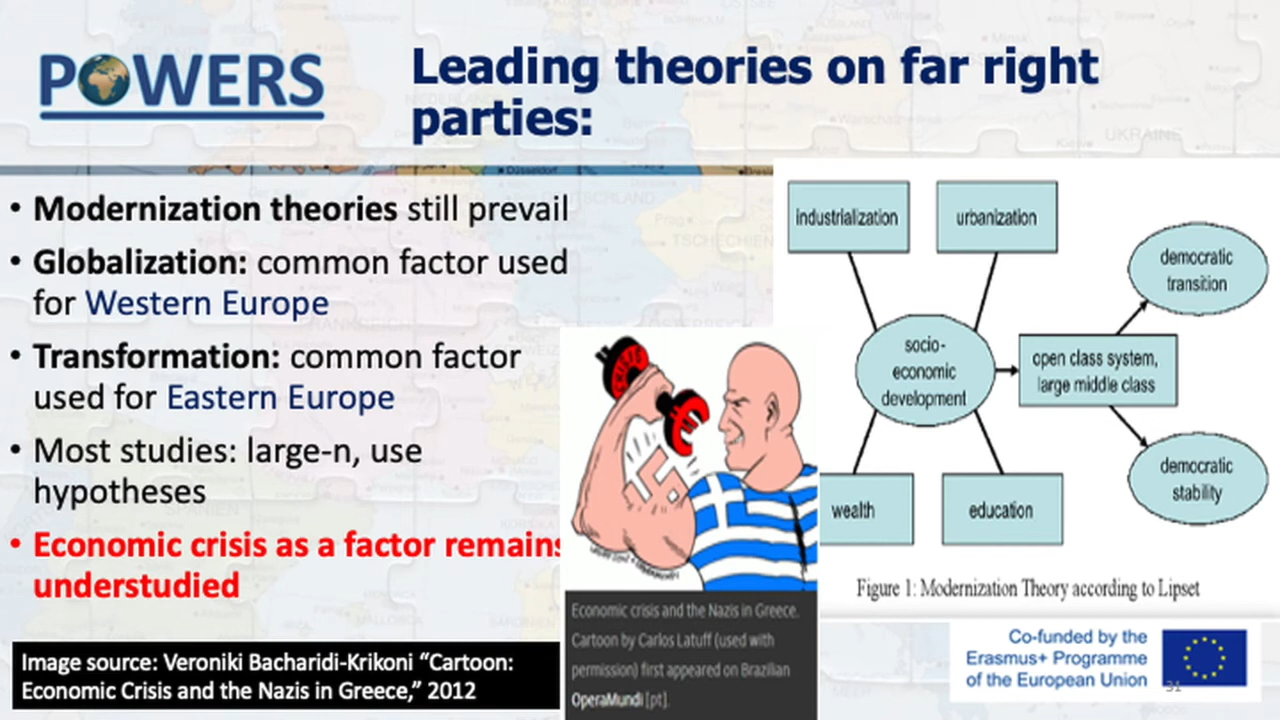 POWERS
Leading theories on far right
parties:
• Modernization theories still prevail
• Globalization: common factor used
for Western Europe
• Transformation: common factor
used for Eastern Europe
• Most studies: large-n, use
hypotheses
• Economic crisis as a factor remains
understudied
Image source: Veroniki Bacharidi-Krikoni “Cartoon:
Economic Crisis and the Nazis in Greece,” 2012
CRISIS
Economic crisis and the Nazis in Greece.
Cartoon by Carlos Latuff (used with
permission) first appeared on Brazilian
OperaMundi [pt].
industrialization
urbanization
democratic
transition
socio-
economic
development
open class system,
large middle class
wealth
education
democratic
stability
Figure 1: Modernization Theory according to Lipset
Co-funded by the
Erasmus+ Programme
of the European Union
31
UKRAINE
Düsseldorf